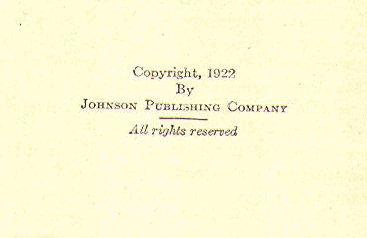 Copyright, 1922
By
Johnson Publishing Company
All rights reserved